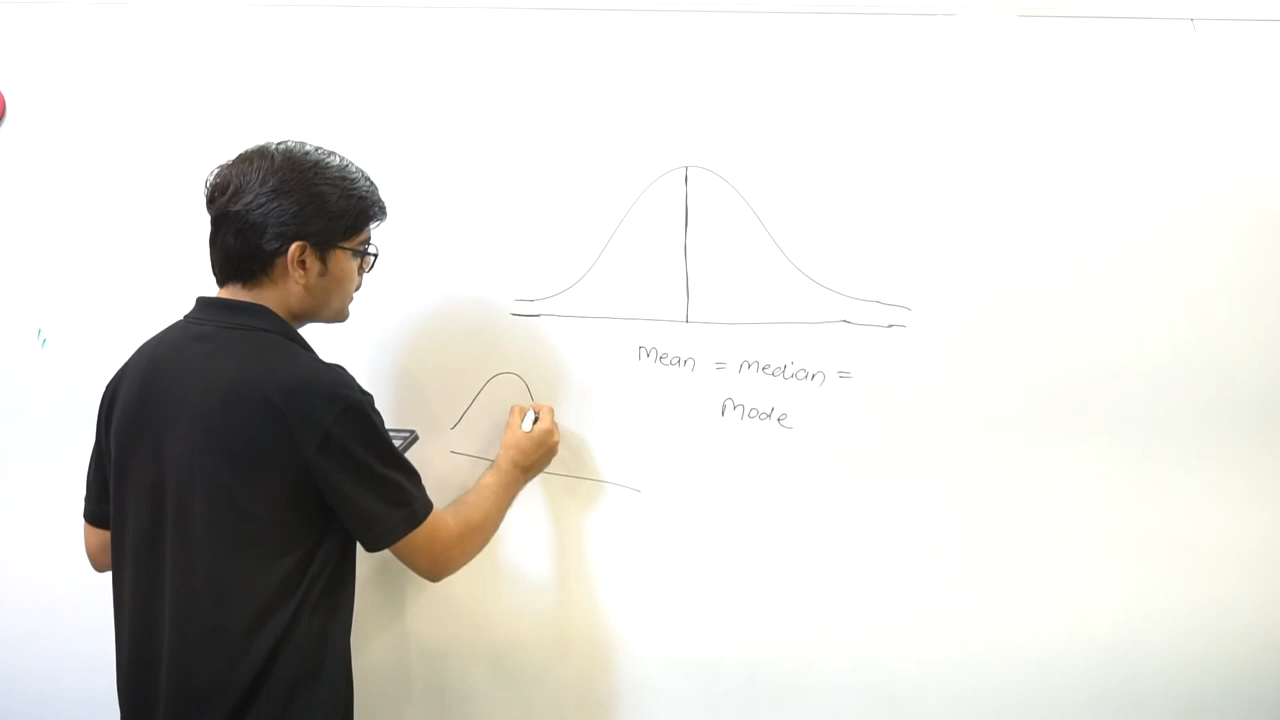 Mean = Median =
Mode